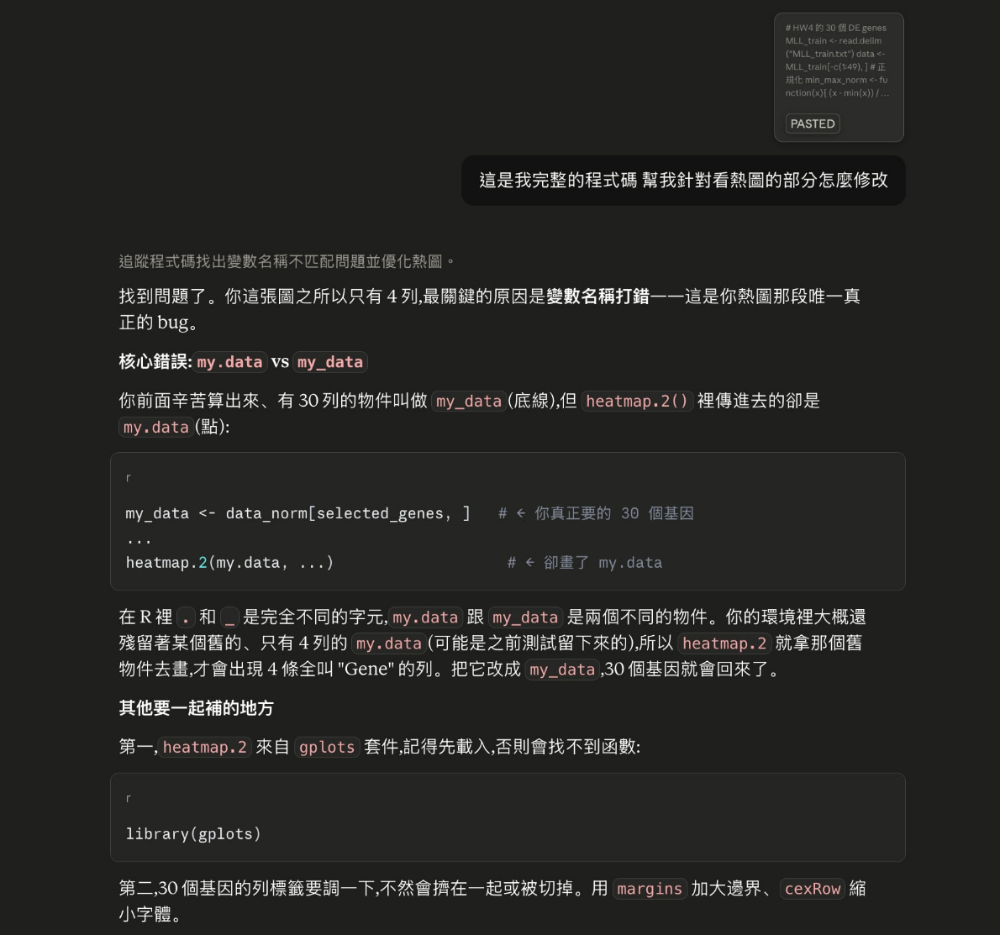 # HW4 的 30 個 DE genes
MLL_train <- read.delim
("MLL_train.txt") data <-
MLL_train[-c(1:49), ] # 正
規化 min_max_norm <- fu
nction(x){ (x - min(x)) / ...
PASTED
這是我完整的程式碼 幫我針對看熱圖的部分怎麼修改
追蹤程式碼找出變數名稱不匹配問題並優化熱圖。
找到問題了。你這張圖之所以只有 4 列,最關鍵的原因是變數名稱打錯——這是你熱圖那段唯一真
正的 bug。
核心錯誤:my.data vs my_data
你前面辛苦算出來、有 30 列的物件叫做 my_data(底線),但 heatmap.2() 裡傳進去的卻是
my.data(點):
r
my_data <- data_norm[selected_genes, ]   # ← 你真正要的 30 個基因
...
heatmap.2(my.data, ...)   # ← 卻畫了 my.data
在 R 裡 . 和 _ 是完全不同的字元,my.data 跟 my_data 是兩個不同的物件。你的環境裡大概還
殘留著某個舊的、只有 4 列的 my.data(可能是之前測試留下來的),所以 heatmap.2 就拿那個舊
物件去畫,才會出現 4 條全叫 "Gene" 的列。把它改成 my_data,30 個基因就會回來了。
其他要一起補的地方
第一,heatmap.2 來自 gplots 套件,記得先載入,否則會找不到函數:
r
library(gplots)
第二,30 個基因的列標籤要調一下,不然會擠在一起或被切掉。用 margins 加大邊界、cexRow 縮
小字體。